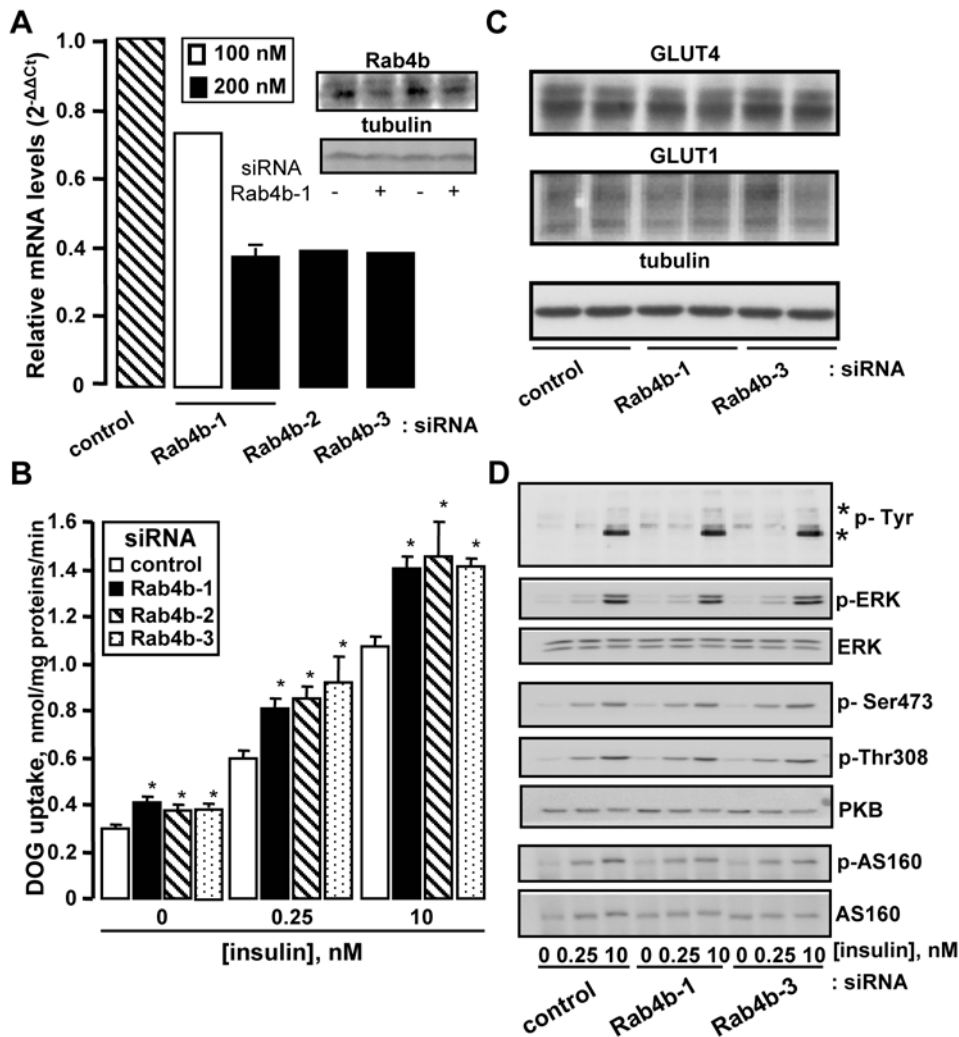 A
Relative mRNA levels (2-ΔΔCt)
1.0
0.8
0.6
0.4
0.2
0
100 nM
200 nM
Rab4b
tubulin
siRNA
Rab4b-1
- + - +
control
Rab4b-1
Rab4b-2
Rab4b-3
: siRNA
B
DOG uptake, nmol/mg proteins/min
1.6
1.4
1.2
1.0
0.8
0.6
0.4
0.2
0
siRNA
control
Rab4b-1
Rab4b-2
Rab4b-3
* * *
* * *
* * *
0 0.25 10
[insulin], nM
C
GLUT4
GLUT1
tubulin
control
Rab4b-1
Rab4b-3
: siRNA
D
* p- Tyr
*
p-ERK
ERK
p- Ser473
p-Thr308
PKB
p-AS160
AS160
0 0.25 10 0 0.25 10 0 0.25 10 [insulin], nM
control
Rab4b-1
Rab4b-3
: siRNA